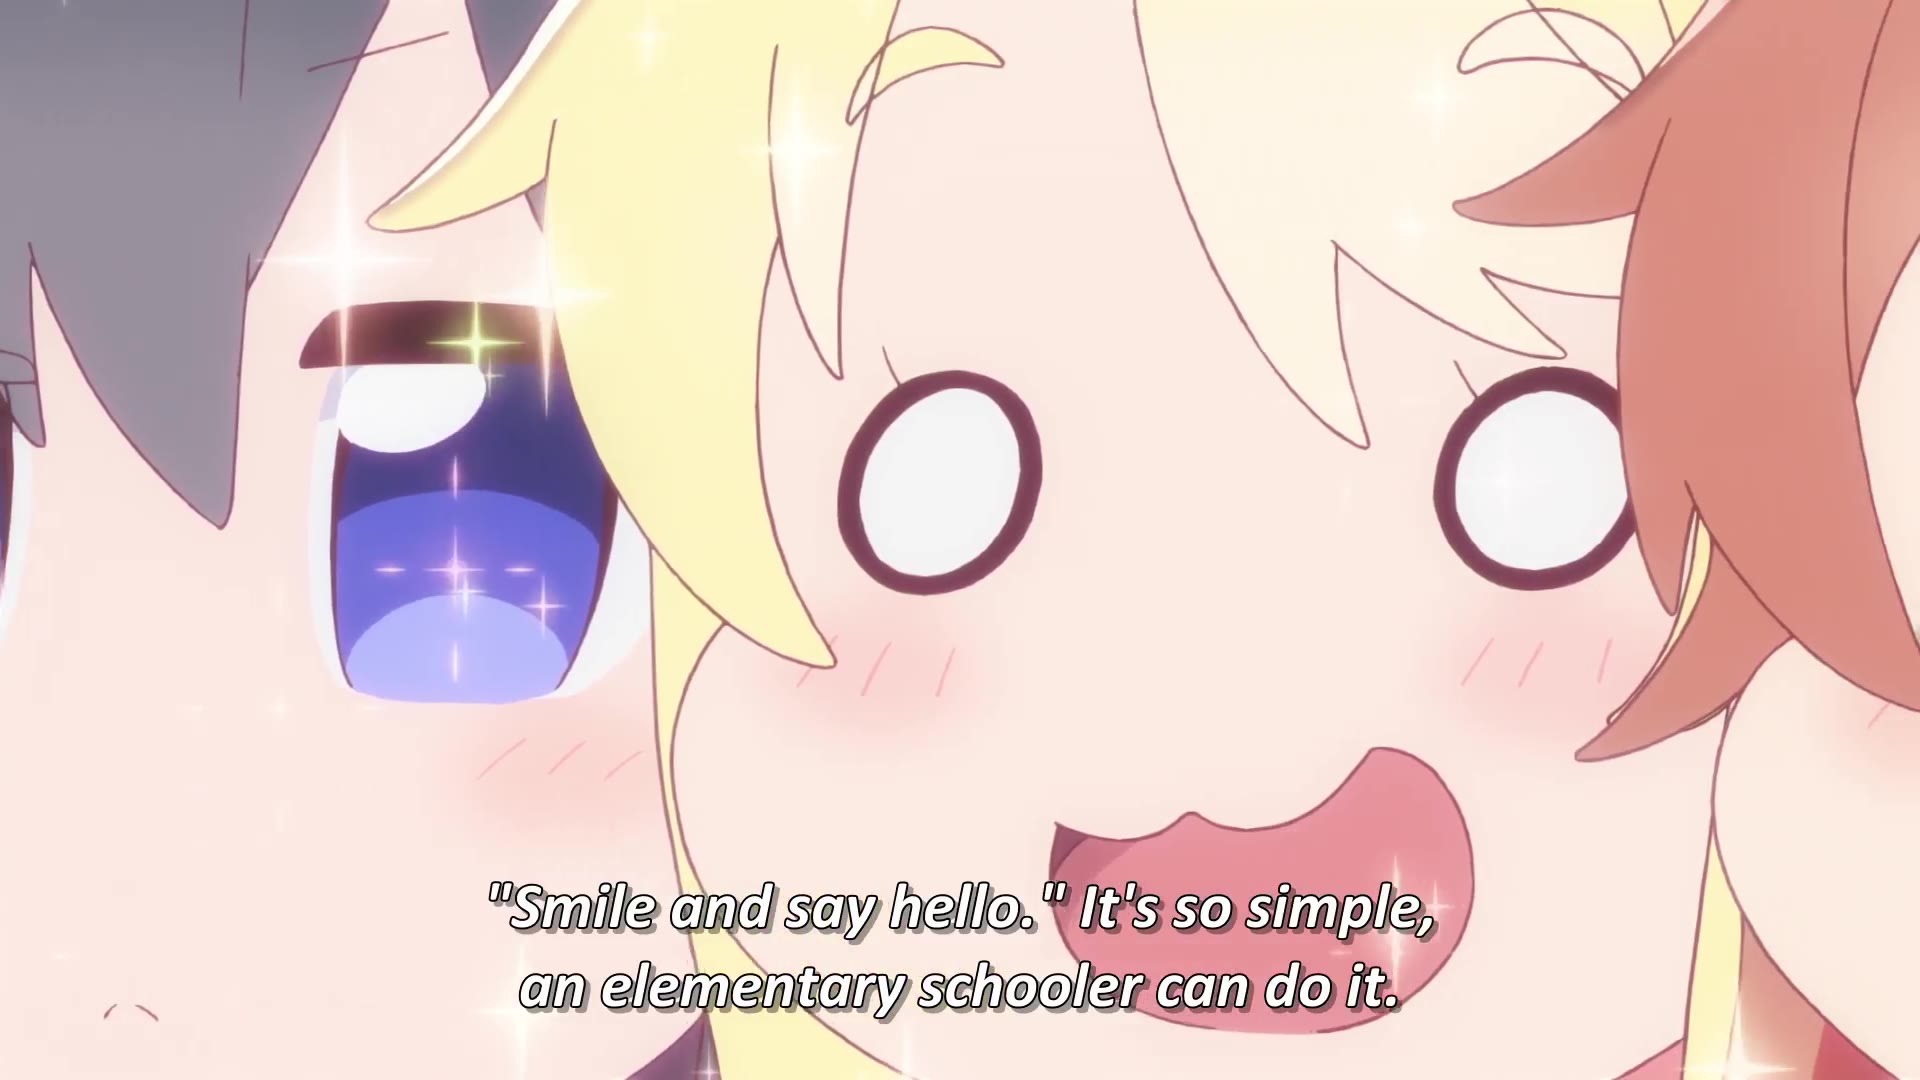 "Smile and say hello." It's so simple,
an elementary schooler can do it.